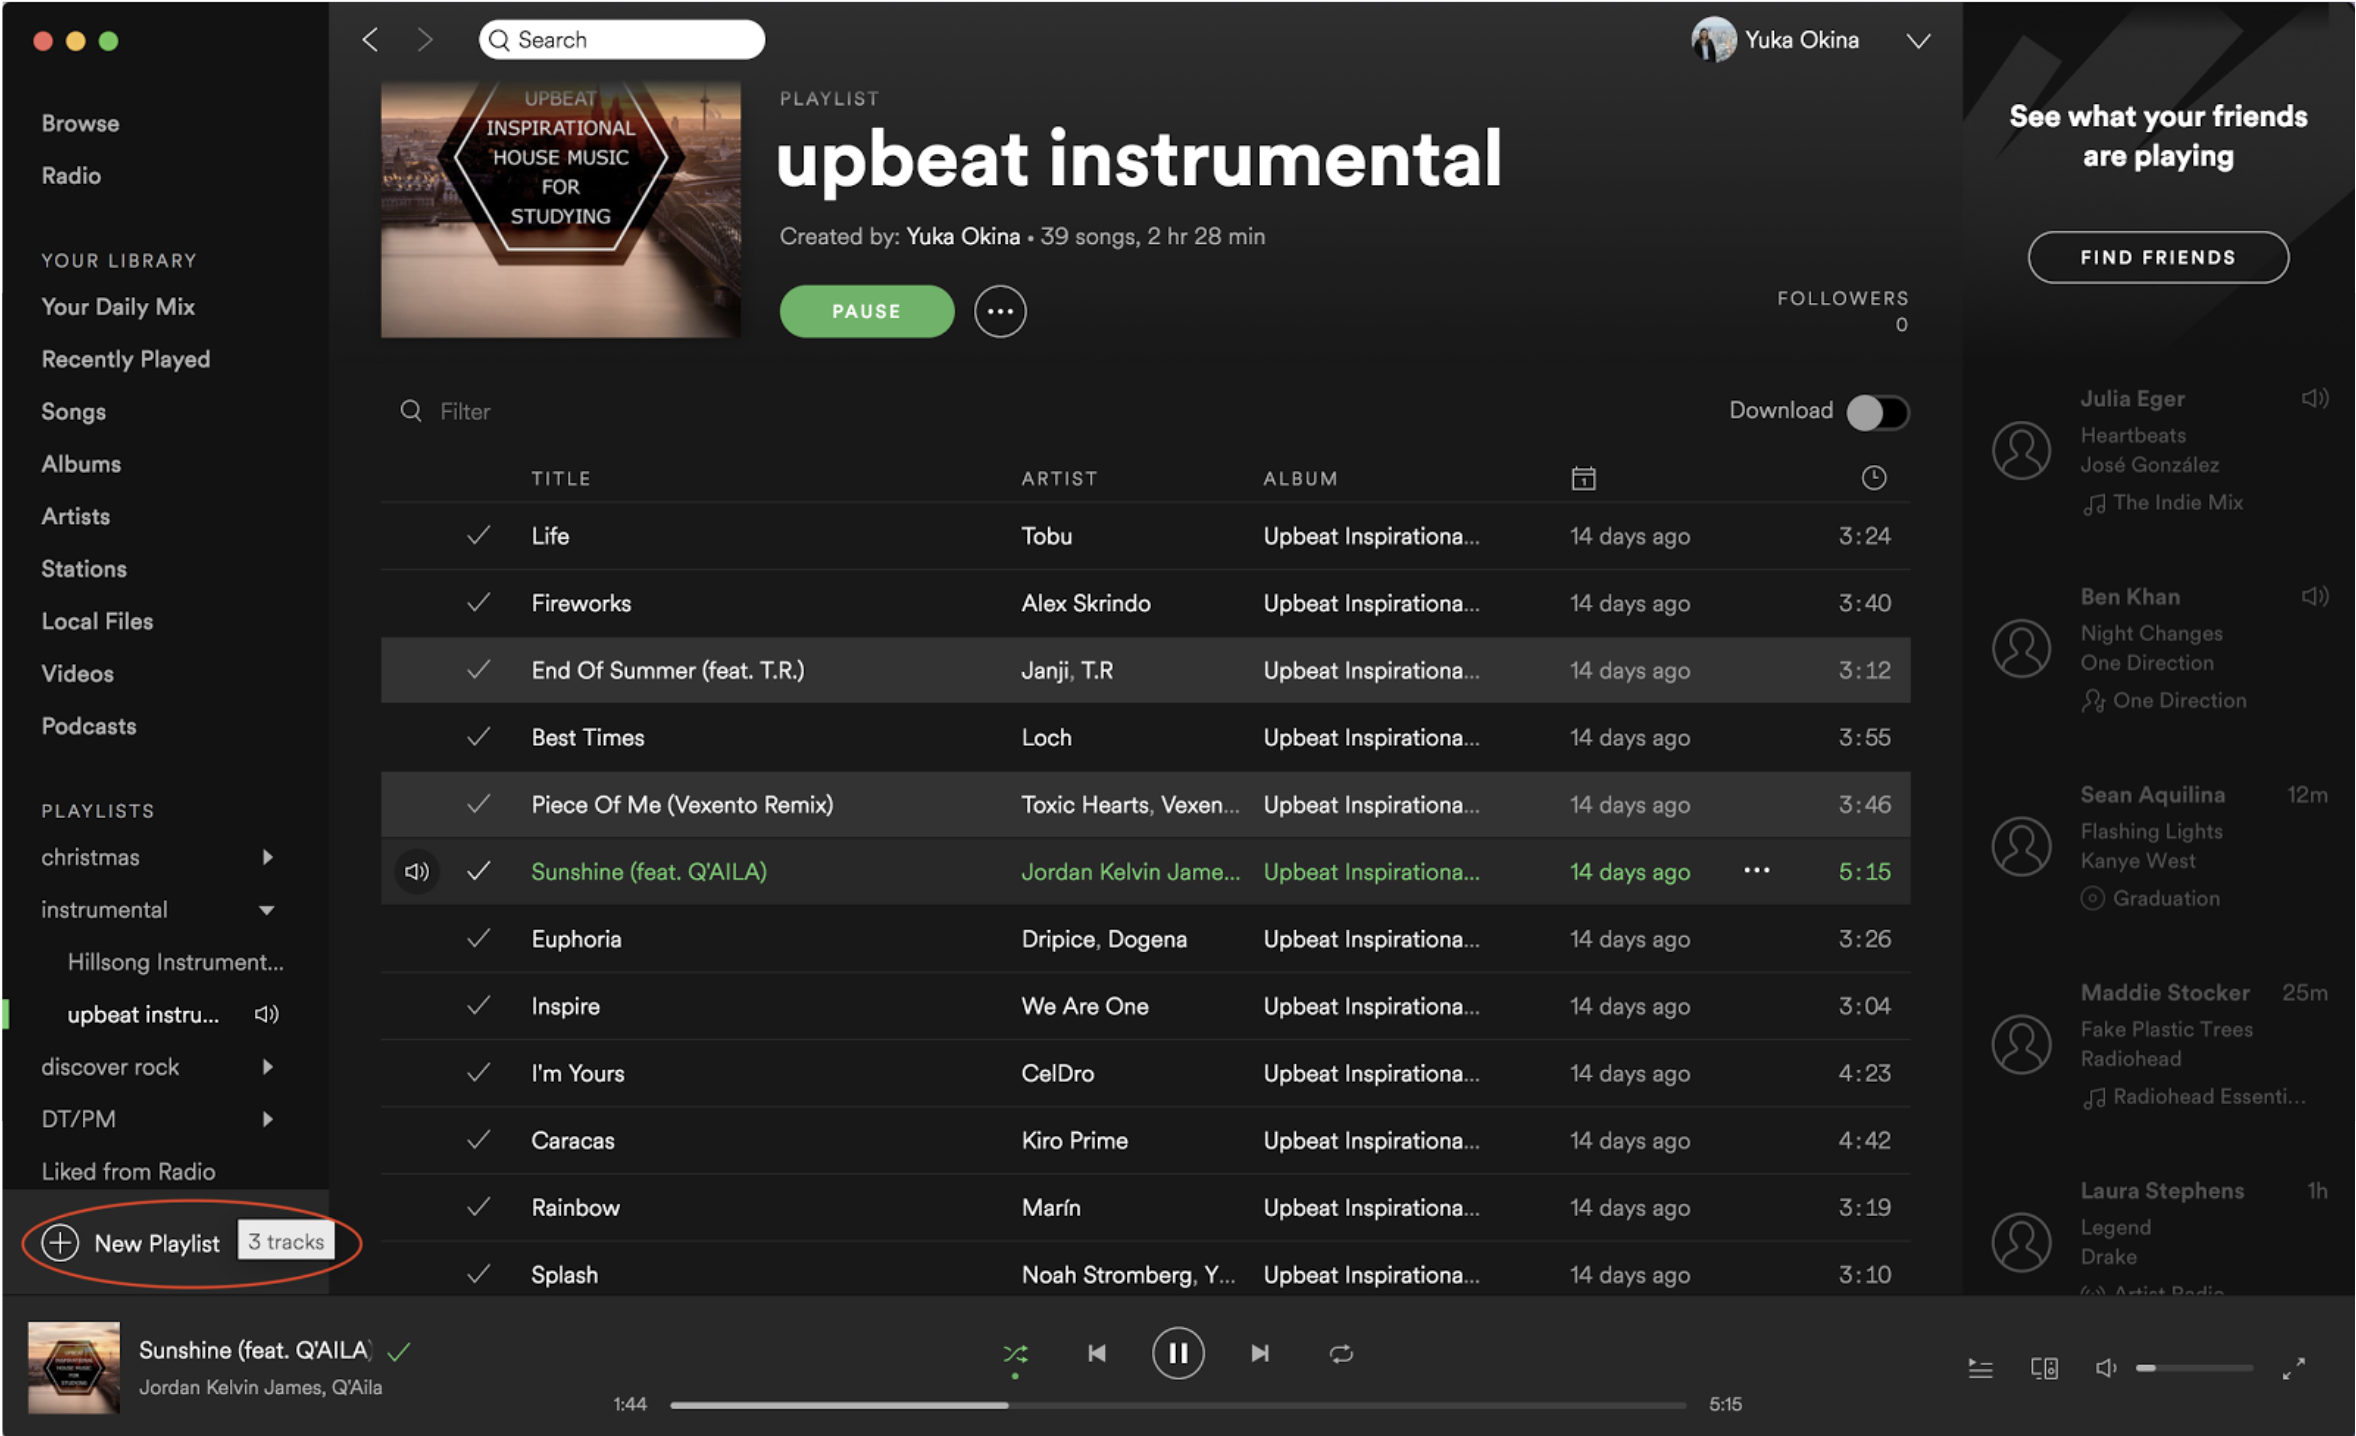 Search
Yuka Okina
Browse
Radio
YOUR LIBRARY
Your Daily Mix
Recently Played
Songs
Albums
Artists
Stations
Local Files
Videos
Podcasts
PLAYLISTS
christmas
instrumental
Hillsong Instrument...
upbeat instru...
discover rock
DT/PM
Liked from Radio
New Playlist
3 tracks
UPBEAT
INSPIRATIONAL
HOUSE MUSIC
FOR
STUDYING
PLAYLIST
upbeat instrumental
Created by: Yuka Okina • 39 songs, 2 hr 28 min
PAUSE
FOLLOWERS
0
Filter
Download
TITLE ARTIST ALBUM
Life Tobu Upbeat Inspirationa... 14 days ago 3:24
Fireworks Alex Skrindo Upbeat Inspirationa... 14 days ago 3:40
End Of Summer (feat. T.R.) Janji, T.R Upbeat Inspirationa... 14 days ago 3:12
Best Times Loch Upbeat Inspirationa... 14 days ago 3:55
Piece Of Me (Vexento Remix) Toxic Hearts, Vexen... Upbeat Inspirationa... 14 days ago 3:46
Sunshine (feat. Q'AILA) Jordan Kelvin Jame... Upbeat Inspirationa... 14 days ago 5:15
Euphoria Dripice, Dogena Upbeat Inspirationa... 14 days ago 3:26
Inspire We Are One Upbeat Inspirationa... 14 days ago 3:04
I'm Yours CelDro Upbeat Inspirationa... 14 days ago 4:23
Caracas Kiro Prime Upbeat Inspirationa... 14 days ago 4:42
Rainbow Marín Upbeat Inspirationa... 14 days ago 3:19
Splash Noah Stromberg, Y... Upbeat Inspirationa... 14 days ago 3:10
See what your friends
are playing
FIND FRIENDS
Julia Eger
Heartbeats
José González
The Indie Mix
Ben Khan
Night Changes
One Direction
One Direction
Sean Aquilina 12m
Flashing Lights
Kanye West
Graduation
Maddie Stocker 25m
Fake Plastic Trees
Radiohead
Radiohead Essenti...
Laura Stephens 1h
Legend
Drake
Artist Radio
Sunshine (feat. Q'AILA)
Jordan Kelvin James, Q'Aila
1:44
5:15